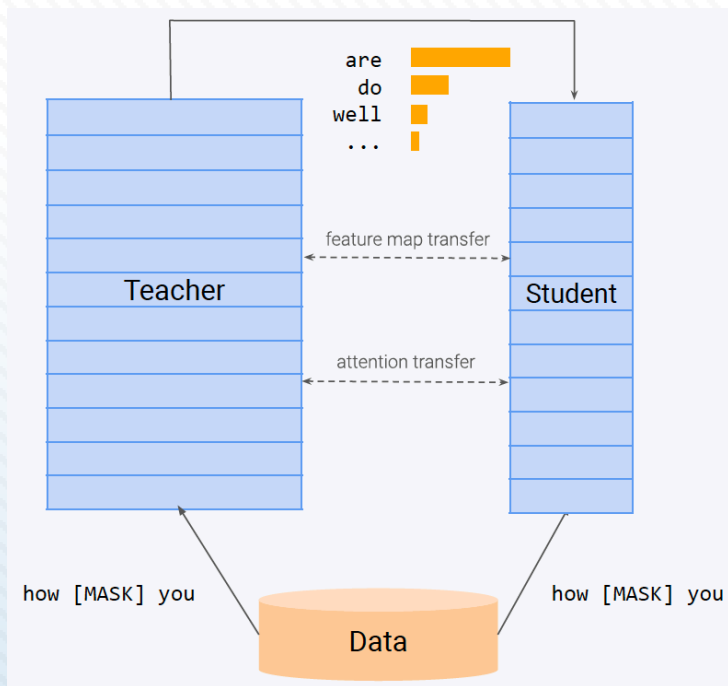 are
do
well
...
feature map transfer
Teacher
Student
attention transfer
how [MASK] you
how [MASK] you
Data